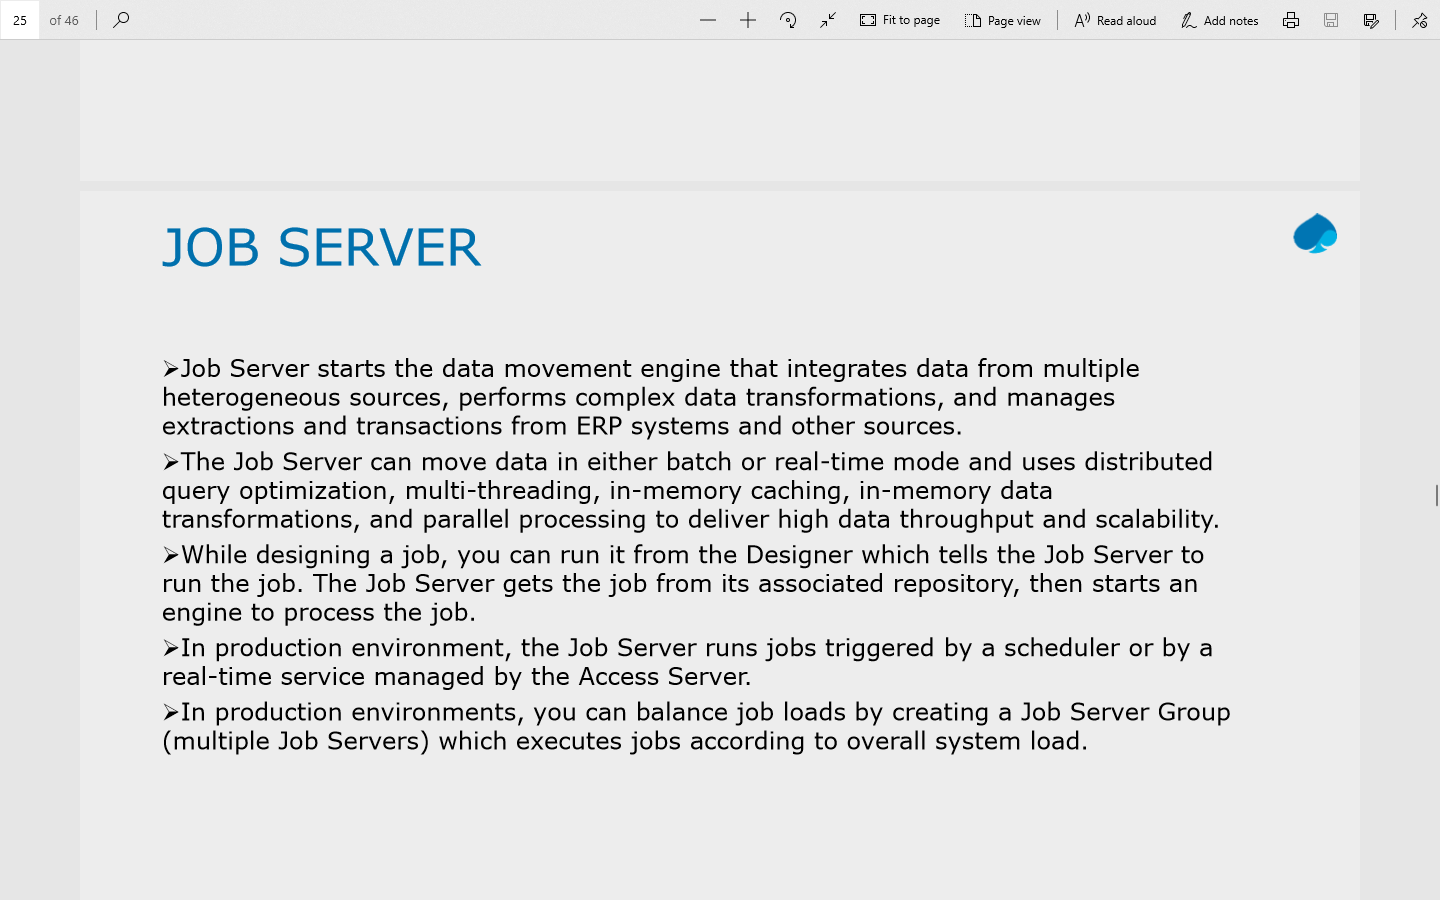 25 of 46 Fit to page Page view Read aloud Add notes
JOB SERVER
➢Job Server starts the data movement engine that integrates data from multiple
heterogeneous sources, performs complex data transformations, and manages
extractions and transactions from ERP systems and other sources.
➢The Job Server can move data in either batch or real-time mode and uses distributed
query optimization, multi-threading, in-memory caching, in-memory data
transformations, and parallel processing to deliver high data throughput and scalability.
➢While designing a job, you can run it from the Designer which tells the Job Server to
run the job. The Job Server gets the job from its associated repository, then starts an
engine to process the job.
➢In production environment, the Job Server runs jobs triggered by a scheduler or by a
real-time service managed by the Access Server.
➢In production environments, you can balance job loads by creating a Job Server Group
(multiple Job Servers) which executes jobs according to overall system load.